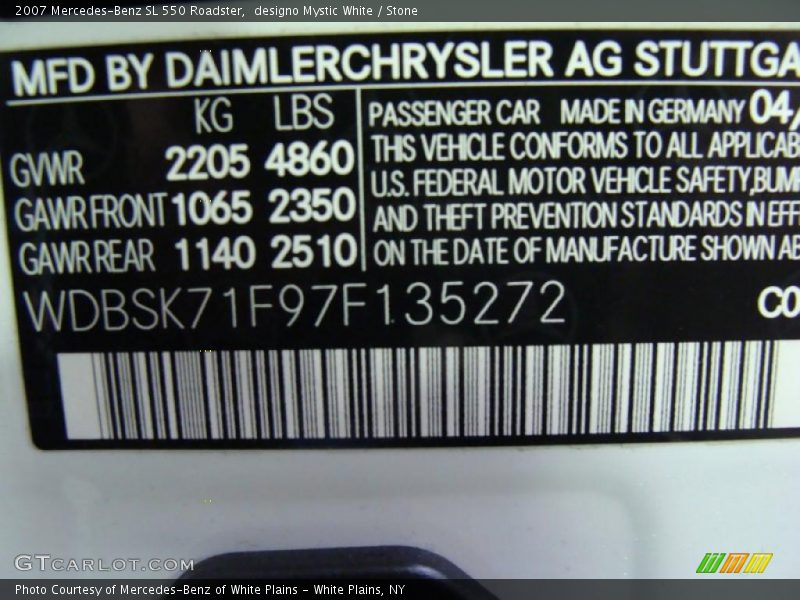 2007 Mercedes-Benz SL 550 Roadster, designo Mystic White / Stone
MFD BY DAIMLERCHRYSLER AG STUTTGA
KG LBS
GVWR 2205 4860
GAWR FRONT 1065 2350
GAWR REAR 1140 2510
PASSENGER CAR MADE IN GERMANY 04/
THIS VEHICLE CONFORMS TO ALL APPLICAB
U.S. FEDERAL MOTOR VEHICLE SAFETY,BUM
AND THEFT PREVENTION STANDARDS IN EFF
ON THE DATE OF MANUFACTURE SHOWN AB
WDBSK71F97F135272
CO
GTCARLOT.COM
Photo Courtesy of Mercedes-Benz of White Plains - White Plains, NY